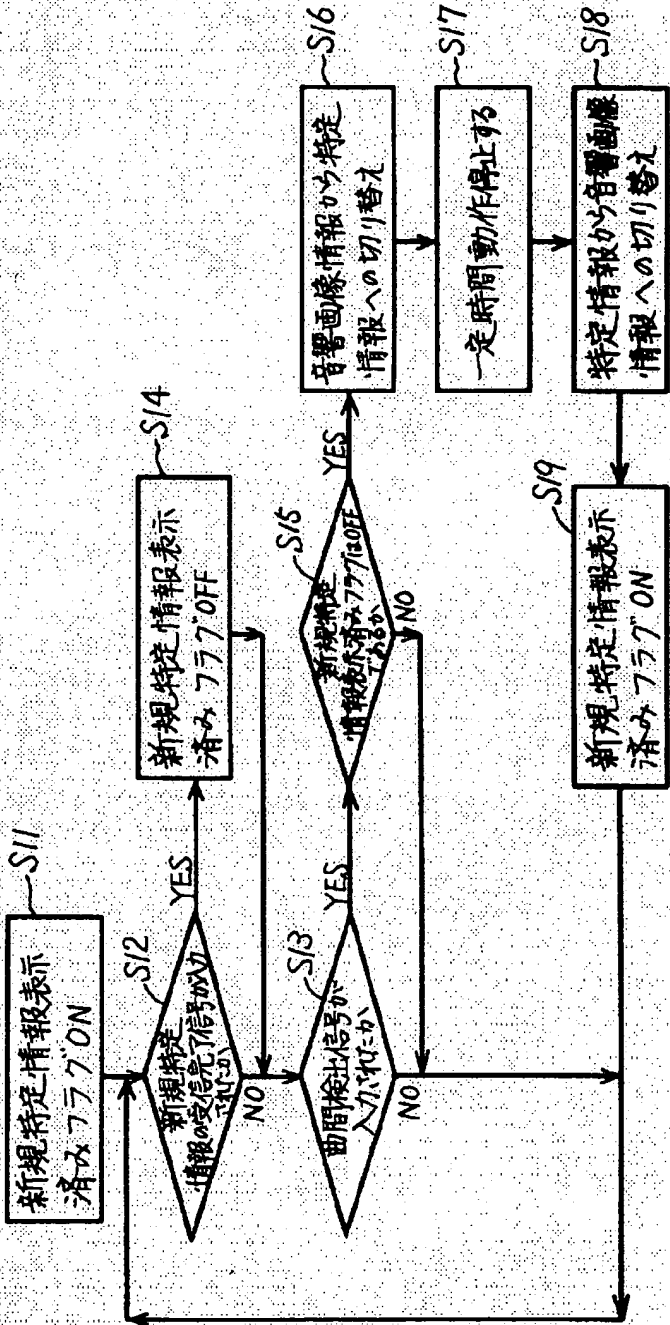 新規特定情報表示
済みフラグON
S11
新規特定
情報の受信完了信号が入力
されたか
S12
YES
NO
新規特定情報表示
済みフラグOFF
S14
曲間検出信号が
入力されたか
S13
YES
NO
新規特定
情報表示済みフラグはOFF
であるか
S15
YES
NO
音響画像情報から特定
情報への切り替え
S16
一定時間動作停止する
S17
特定情報から音響画像
情報への切り替え
S18
新規特定情報表示
済みフラグON
S19